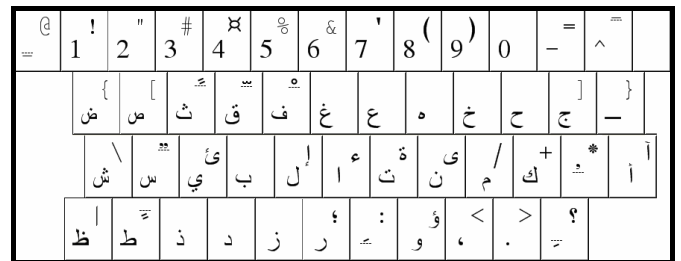 @ ! " # ¤ % & ' ( ) =
1 2 3 4 5 6 7 8 9 0 - ^
{ [ ْ ] }
ض ص ث ق ف غ ع ه خ ح ج ـ
\ ئ إ ء ة ى / + * آ
ش س ي ب ل ا ت ن م ك أ
| ؛ : ؤ < > ؟
ظ ط ذ د ز ر َ و ، . ِ